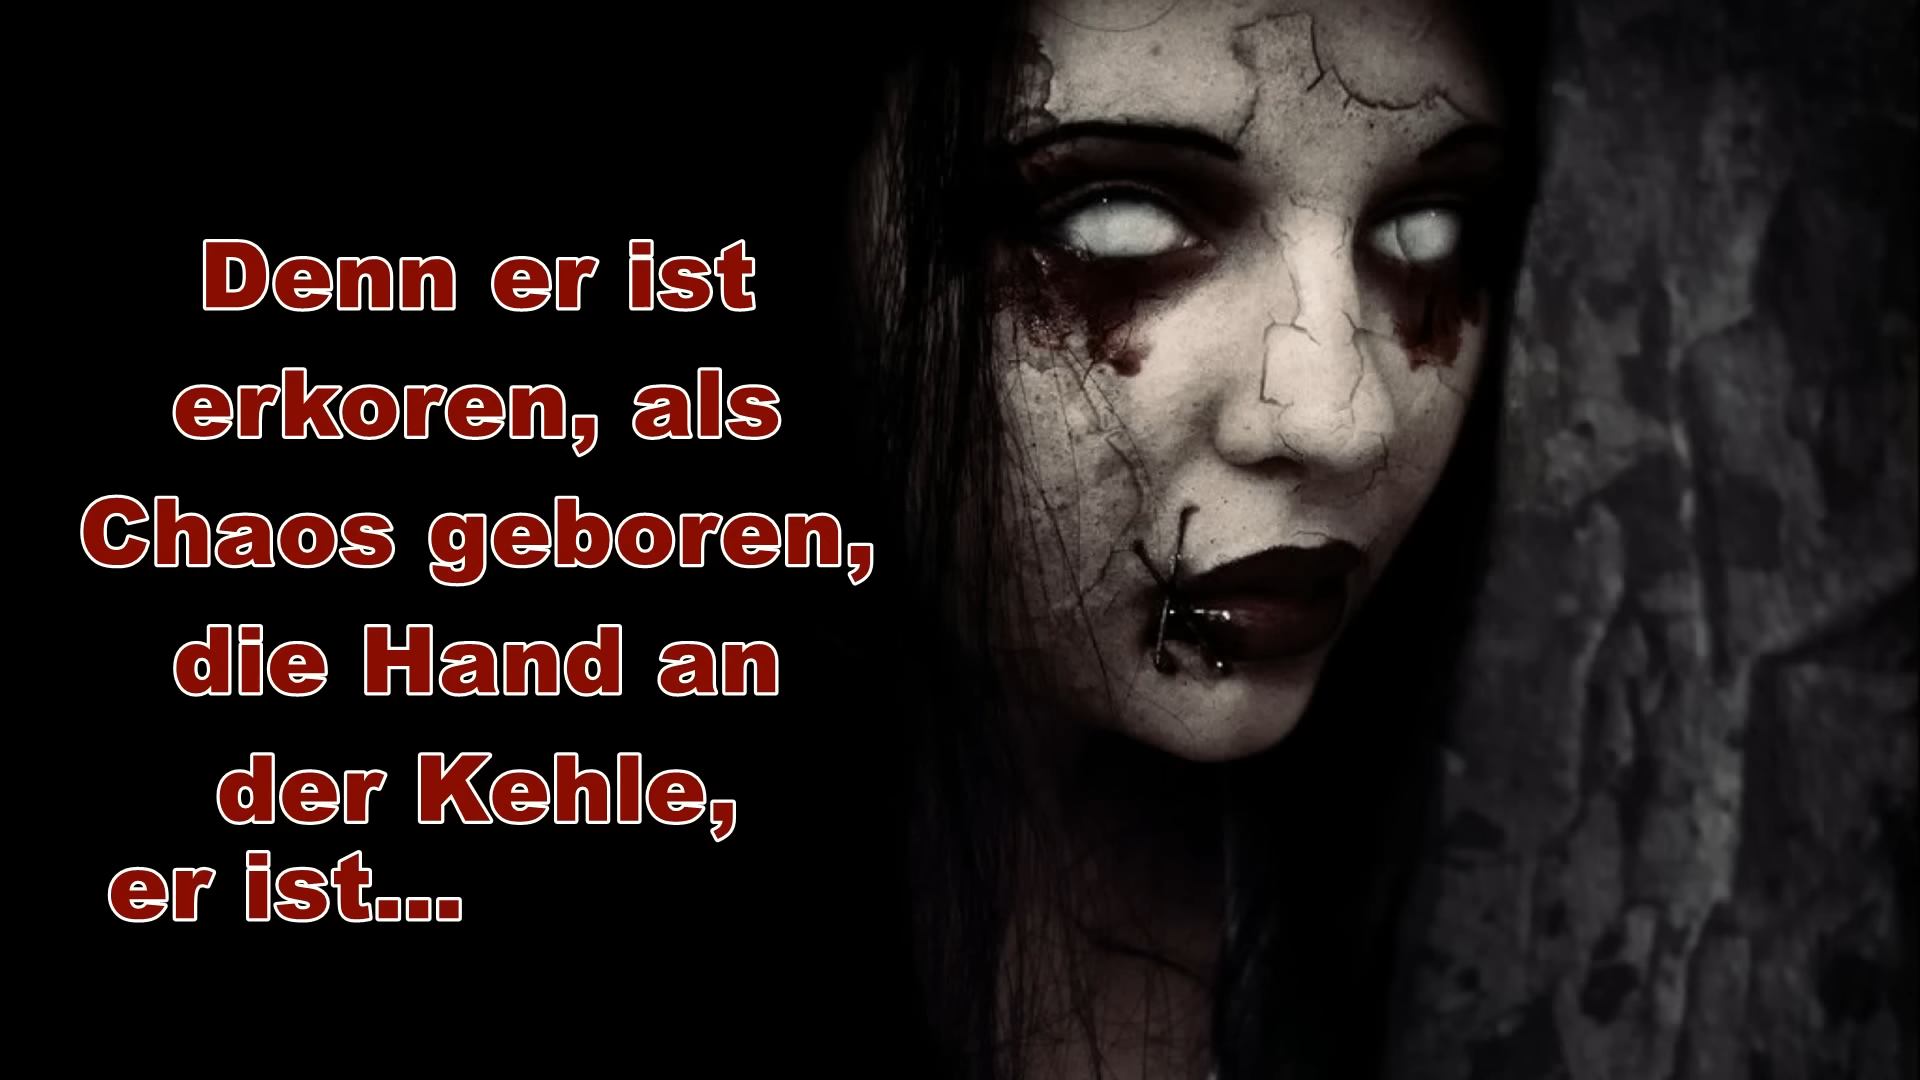 Denn er ist
erkoren, als
Chaos geboren,
die Hand an
der Kehle,
er ist...